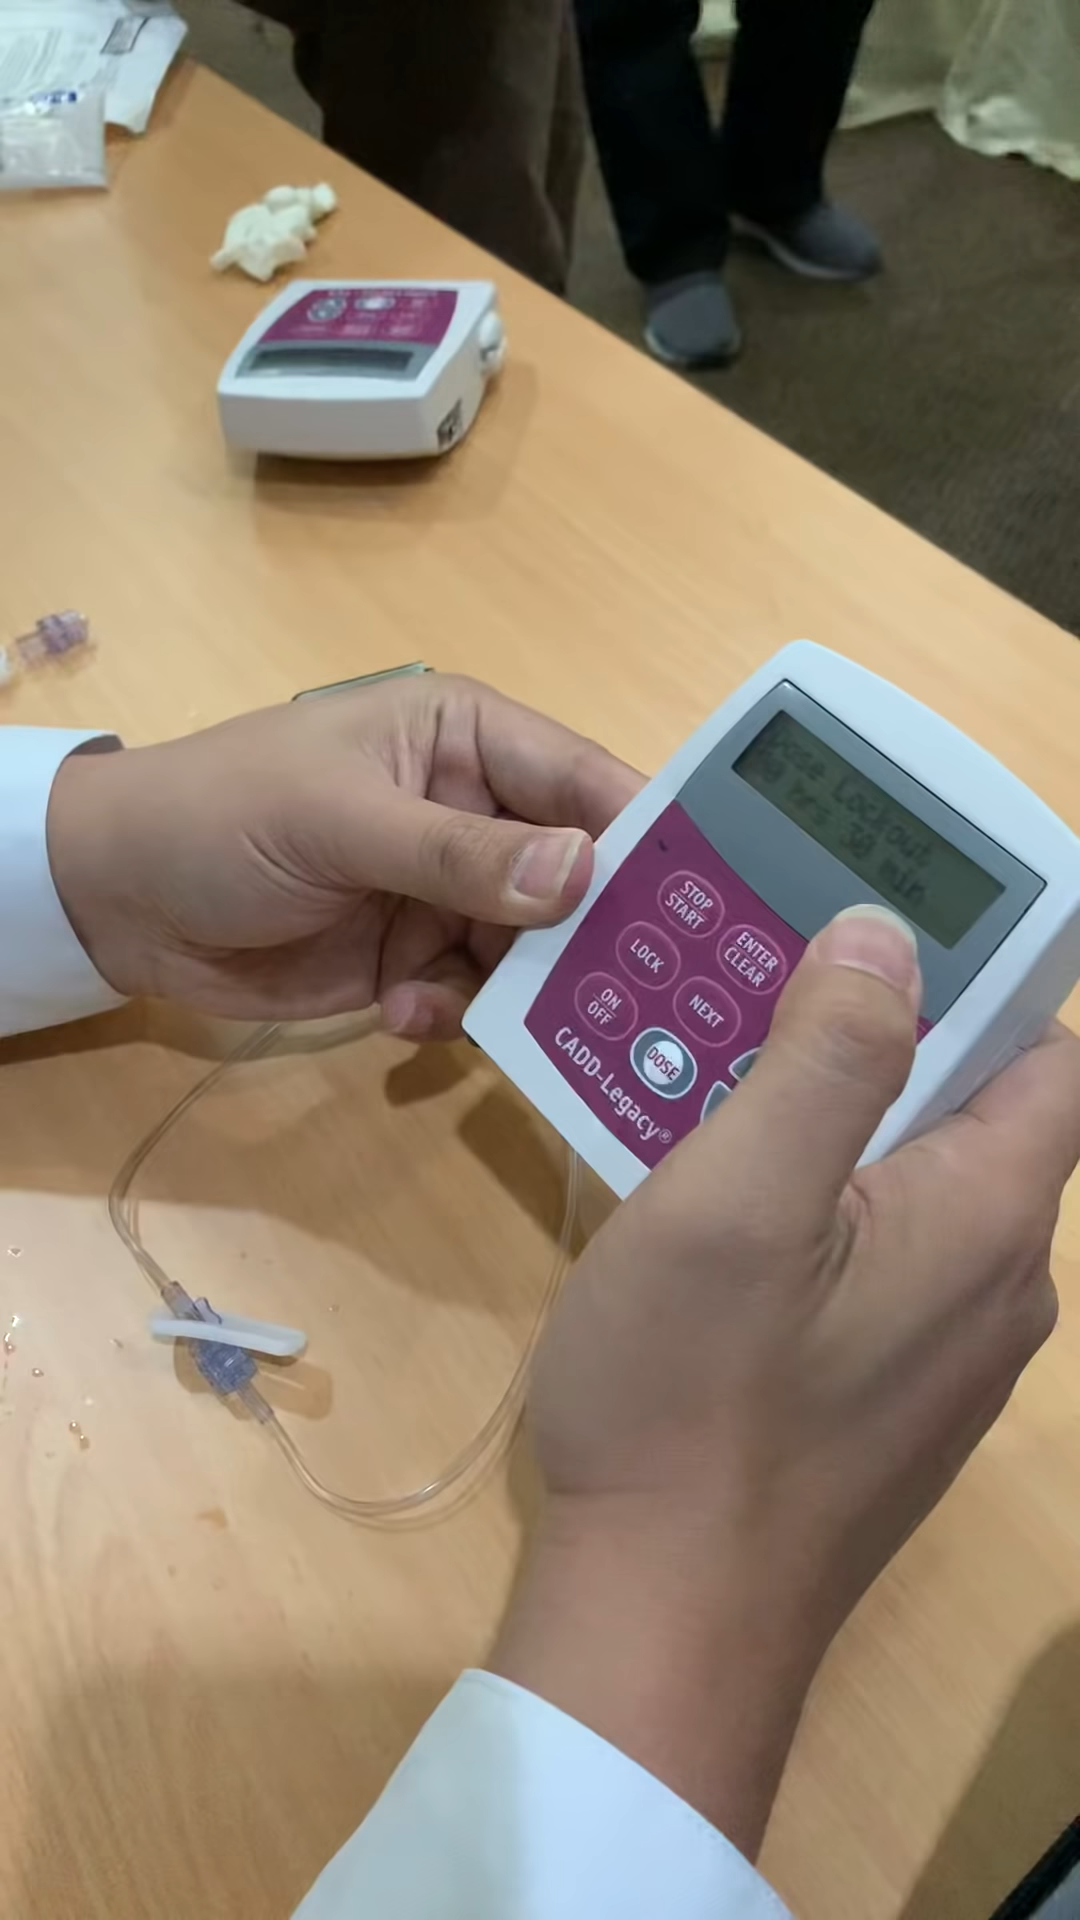 Dose Lockout
00 hrs 30 min
STOP
START
ENTER
CLEAR
LOCK
NEXT
ON
OFF
DOSE
CADD-Legacy®